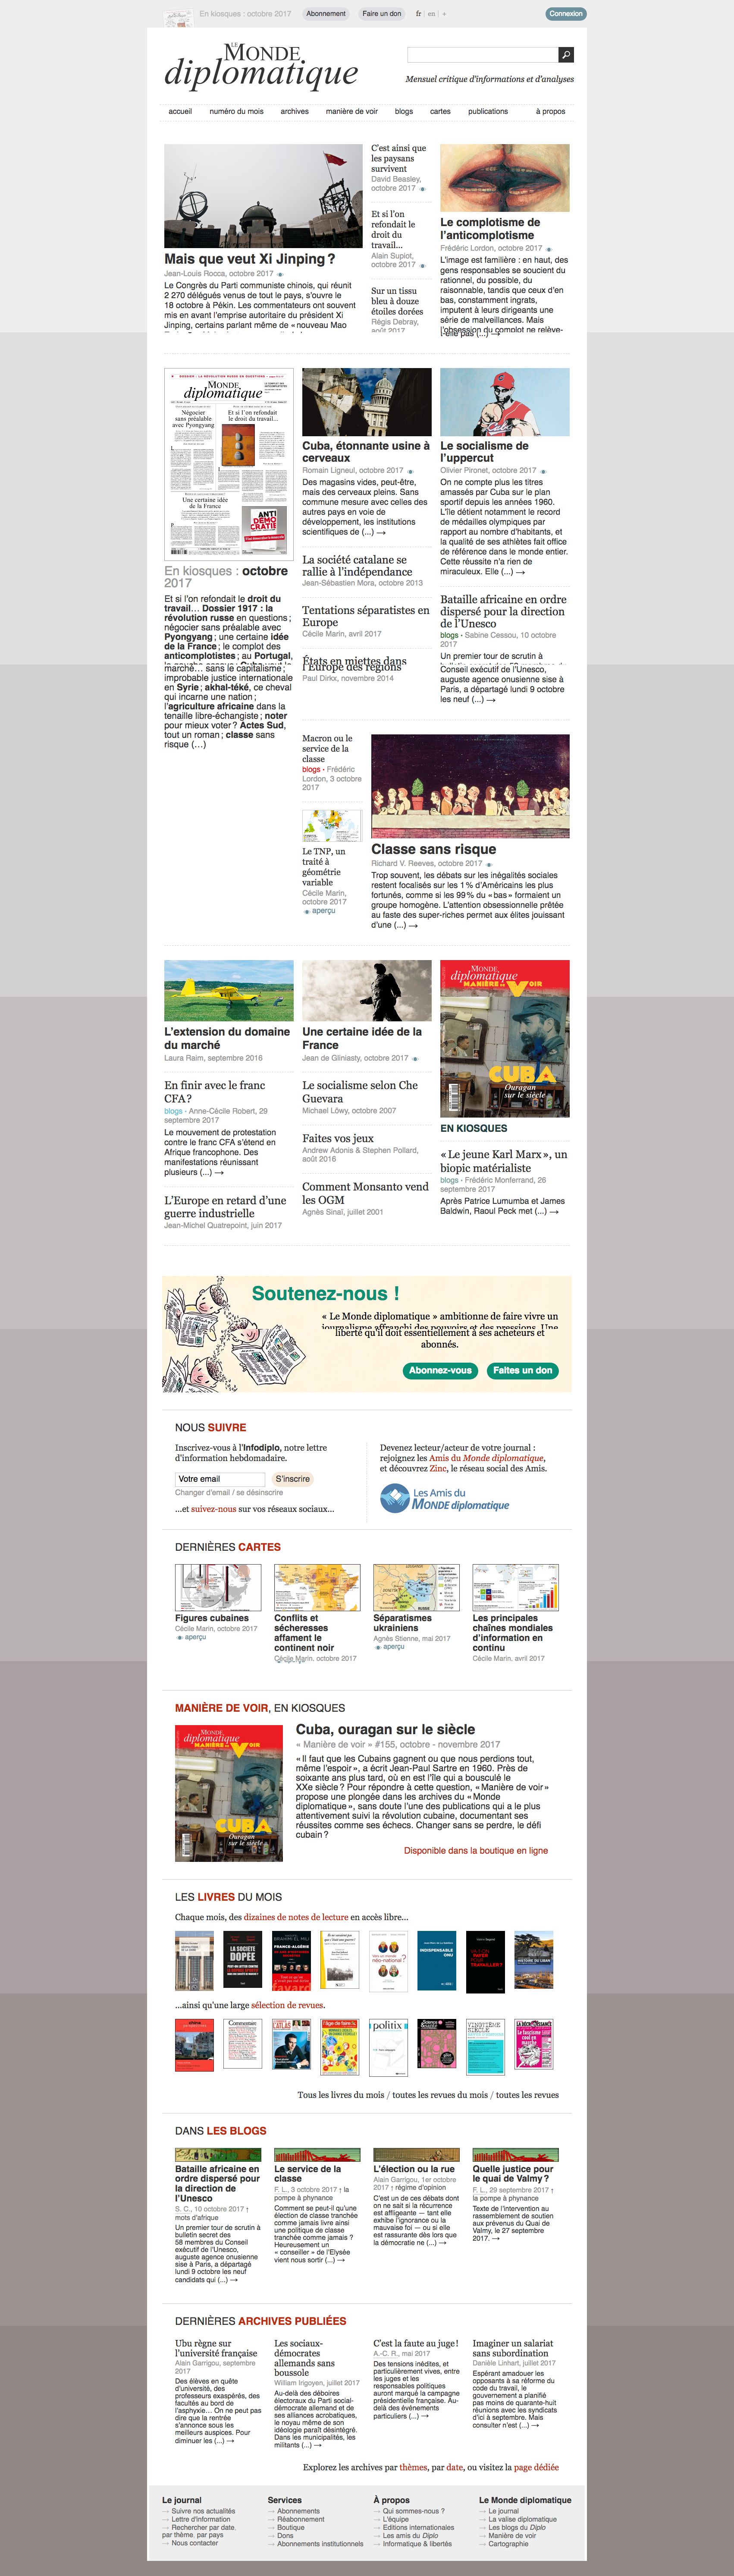 En kiosques : octobre 2017
Abonnement
Faire un don
fr | en | +
Connexion
LE
MONDE
diplomatique
Mensuel critique d'informations et d'analyses
accueil
numéro du mois
archives
manière de voir
blogs
cartes
publications
à propos
Mais que veut Xi Jinping ?
Jean-Louis Rocca, octobre 2017
Le Congrès du Parti communiste chinois, qui réunit
2 270 délégués venus de tout le pays, s'ouvre le
18 octobre à Pékin. Les commentateurs ont souvent
mis en avant l'emprise autoritaire du président Xi
Jinping, certains parlant même de « nouveau Mao
C'est ainsi que
les paysans
survivent
David Beasley,
octobre 2017
Et si l'on
refondait le
droit du
travail...
Alain Supiot,
octobre 2017
Sur un tissu
bleu à douze
étoiles dorées
Régis Debray,
août 2017
Le complotisme de
l'anticomplotisme
Frédéric Lordon, octobre 2017
L'image est familière : en haut, des
gens responsables se soucient du
rationnel, du possible, du
raisonnable, tandis que ceux d'en
bas, constamment ingrats,
imputent à leurs dirigeants une
série de malveillances. Mais
l'obsession du complot ne relève-
t-elle pas (...) →
MONDE
diplomatique
Négocier
sans préalable
avec Pyongyang
Et si l'on refondait
le droit du travail...
Une certaine idée
de la France
ANTI
DÉMO
CRATIE
En kiosques : octobre
2017
Et si l'on refondait le droit du
travail... Dossier 1917 : la
révolution russe en questions ;
négocier sans préalable avec
Pyongyang ; une certaine idée
de la France ; le complot des
anticomplotistes ; au Portugal,
marché... sans le capitalisme ;
improbable justice internationale
en Syrie ; akhal-téké, ce cheval
qui incarne une nation ;
l'agriculture africaine dans la
tenaille libre-échangiste ; noter
pour mieux voter ? Actes Sud,
tout un roman ; classe sans
risque (...)
Cuba, étonnante usine à
cerveaux
Romain Ligneul, octobre 2017
Des magasins vides, peut-être,
mais des cerveaux pleins. Sans
commune mesure avec celles des
autres pays en voie de
développement, les institutions
scientifiques de (...) →
La société catalane se
rallie à l'indépendance
Jean-Sébastien Mora, octobre 2013
Tentations séparatistes en
Europe
Cécile Marin, avril 2017
États en miettes dans
l'Europe des régions
Paul Dirkx, novembre 2014
Le socialisme de
l'uppercut
Olivier Pironet, octobre 2017
On ne compte plus les titres
amassés par Cuba sur le plan
sportif depuis les années 1960.
L'île détient notamment le record
de médailles olympiques par
rapport au nombre d'habitants, et
la qualité de ses athlètes fait office
de référence dans le monde entier.
Cette réussite n'a rien de
miraculeux. Elle (...) →
Bataille africaine en ordre
dispersé pour la direction
de l'Unesco
blogs · Sabine Cessou, 10 octobre
2017
Un premier tour de scrutin à
Conseil exécutif de l'Unesco,
auguste agence onusienne sise à
Paris, a départagé lundi 9 octobre
les neuf (...) →
Macron ou le
service de la
classe
blogs · Frédéric
Lordon, 3 octobre
2017
Le TNP, un
traité à
géométrie
variable
Cécile Marin,
octobre 2017
aperçu
Classe sans risque
Richard V. Reeves, octobre 2017
Trop souvent, les débats sur les inégalités sociales
restent focalisés sur les 1 % d'Américains les plus
fortunés, comme si les 99 % du « bas » formaient un
groupe homogène. L'attention obsessionnelle prêtée
au faste des super-riches permet aux élites jouissant
d'une (...) →
L'extension du domaine
du marché
Laura Raim, septembre 2016
En finir avec le franc
CFA ?
blogs · Anne-Cécile Robert, 29
septembre 2017
Le mouvement de protestation
contre le franc CFA s'étend en
Afrique francophone. Des
manifestations réunissant
plusieurs (...) →
L'Europe en retard d'une
guerre industrielle
Jean-Michel Quatrepoint, juin 2017
Une certaine idée de la
France
Jean de Gliniasty, octobre 2017
Le socialisme selon Che
Guevara
Michael Löwy, octobre 2007
Faites vos jeux
Andrew Adonis & Stephen Pollard,
août 2016
Comment Monsanto vend
les OGM
Agnès Sinaï, juillet 2001
MONDE
diplomatique
MANIÈRE DE VOIR
CUBA
Ouragan
sur le siècle
EN KIOSQUES
« Le jeune Karl Marx », un
biopic matérialiste
blogs · Frédéric Monferrand, 26
septembre 2017
Après Patrice Lumumba et James
Baldwin, Raoul Peck met (...) →
Soutenez-nous !
« Le Monde diplomatique » ambitionne de faire vivre un
journalisme affranchi des pouvoirs et des pressions. Une
liberté qu'il doit essentiellement à ses acheteurs et
abonnés.
Abonnez-vous
Faites un don
NOUS SUIVRE
Inscrivez-vous à l'Infodiplo, notre lettre
d'information hebdomadaire.
Votre email
S'inscrire
Changer d'email / se désinscrire
...et suivez-nous sur vos réseaux sociaux...
Devenez lecteur/acteur de votre journal :
rejoignez les Amis du Monde diplomatique,
et découvrez Zinc, le réseau social des Amis.
Les Amis du
MONDE diplomatique
DERNIÈRES CARTES
Figures cubaines
Cécile Marin, octobre 2017
aperçu
Conflits et
sécheresses
affament le
continent noir
Cécile Marin, octobre 2017
Séparatismes
ukrainiens
Agnès Stienne, mai 2017
aperçu
Les principales
chaînes mondiales
d'information en
continu
Cécile Marin, avril 2017
MANIÈRE DE VOIR, EN KIOSQUES
MONDE
diplomatique
MANIÈRE DE VOIR
CUBA
Ouragan
sur le siècle
Cuba, ouragan sur le siècle
« Manière de voir » #155, octobre - novembre 2017
« Il faut que les Cubains gagnent ou que nous perdions tout,
même l'espoir », a écrit Jean-Paul Sartre en 1960. Près de
soixante ans plus tard, où en est l'île qui a bousculé le
XXe siècle ? Pour répondre à cette question, « Manière de voir »
propose une plongée dans les archives du « Monde
diplomatique », sans doute l'une des publications qui a le plus
attentivement suivi la révolution cubaine, documentant ses
réussites comme ses échecs. Changer sans se perdre, le défi
cubain ?
Disponible dans la boutique en ligne
LES LIVRES DU MOIS
Chaque mois, des dizaines de notes de lecture en accès libre...
LA SOCIÉTÉ
DOPÉE
FRANCE-ALGÉRIE
fayard
néo-national ?
INDISPENSABLE
ONU
TRAVAILLER ?
HISTOIRE DU LIBAN
...ainsi qu'une large sélection de revues.
L'ATLAS
l'âge de faire
politix
VINGTIÈME
SIÈCLE
Tous les livres du mois / toutes les revues du mois / toutes les revues
DANS LES BLOGS
Bataille africaine en
ordre dispersé pour
la direction de
l'Unesco
S. C., 10 octobre 2017 ↑
mots d'afrique
Un premier tour de scrutin à
bulletin secret des
58 membres du Conseil
exécutif de l'Unesco,
auguste agence onusienne
sise à Paris, a départagé
lundi 9 octobre les neuf
candidats qui (...) →
Le service de la
classe
F. L., 3 octobre 2017 ↑ la
pompe à phynance
Comment se peut-il qu'une
élection de classe tranchée
comme jamais livre ainsi
une politique de classe
tranchée comme jamais ?
Heureusement un
« conseiller » de l'Elysée
vient nous sortir (...) →
L'élection ou la rue
Alain Garrigou, 1er octobre
2017 ↑ régime d'opinion
C'est un de ces débats dont
on ne sait si la récurrence
est affligeante — tant elle
exhibe l'ignorance ou la
mauvaise foi — ou si elle
est rassurante dès lors que
la démocratie ne (...) →
Quelle justice pour
le quai de Valmy ?
F. L., 29 septembre 2017 ↑
la pompe à phynance
Texte de l'intervention au
rassemblement de soutien
aux prévenus du Quai de
Valmy, le 27 septembre
2017. →
DERNIÈRES ARCHIVES PUBLIÉES
Ubu règne sur
l'université française
Alain Garrigou, septembre
2017
Des élèves en quête
d'université, des
professeurs exaspérés, des
facultés au bord de
l'asphyxie... On ne peut pas
dire que la rentrée
s'annonce sous les
meilleurs auspices. Pour
diminuer les (...) →
Les sociaux-
démocrates
allemands sans
boussole
William Irigoyen, juillet 2017
Au-delà des déboires
électoraux du Parti social-
démocrate allemand et de
ses alliances acrobatiques,
le noyau même de son
idéologie paraît désintégré.
Dans les municipalités, les
militants (...) →
C'est la faute au juge !
A.-C. R., mai 2017
Des tensions inédites, et
particulièrement vives, entre
les juges et les
responsables politiques
auront marqué la campagne
présidentielle française. Au-
delà des événements
particuliers (...) →
Imaginer un salariat
sans subordination
Danièle Linhart, juillet 2017
Espérant amadouer les
opposants à sa réforme du
code du travail, le
gouvernement a planifié
pas moins de quarante-huit
réunions avec les syndicats
d'ici à septembre. Mais
consulter n'est (...) →
Explorez les archives par thèmes, par date, ou visitez la page dédiée
Le journal
→ Suivre nos actualités
→ Lettre d'information
→ Rechercher par date,
par thème, par pays
→ Nous contacter
Services
→ Abonnements
→ Réabonnement
→ Boutique
→ Dons
→ Abonnements institutionnels
À propos
→ Qui sommes-nous ?
→ L'équipe
→ Editions internationales
→ Les amis du Diplo
→ Informatique & libertés
Le Monde diplomatique
→ Le journal
→ La valise diplomatique
→ Les blogs du Diplo
→ Manière de voir
→ Cartographie